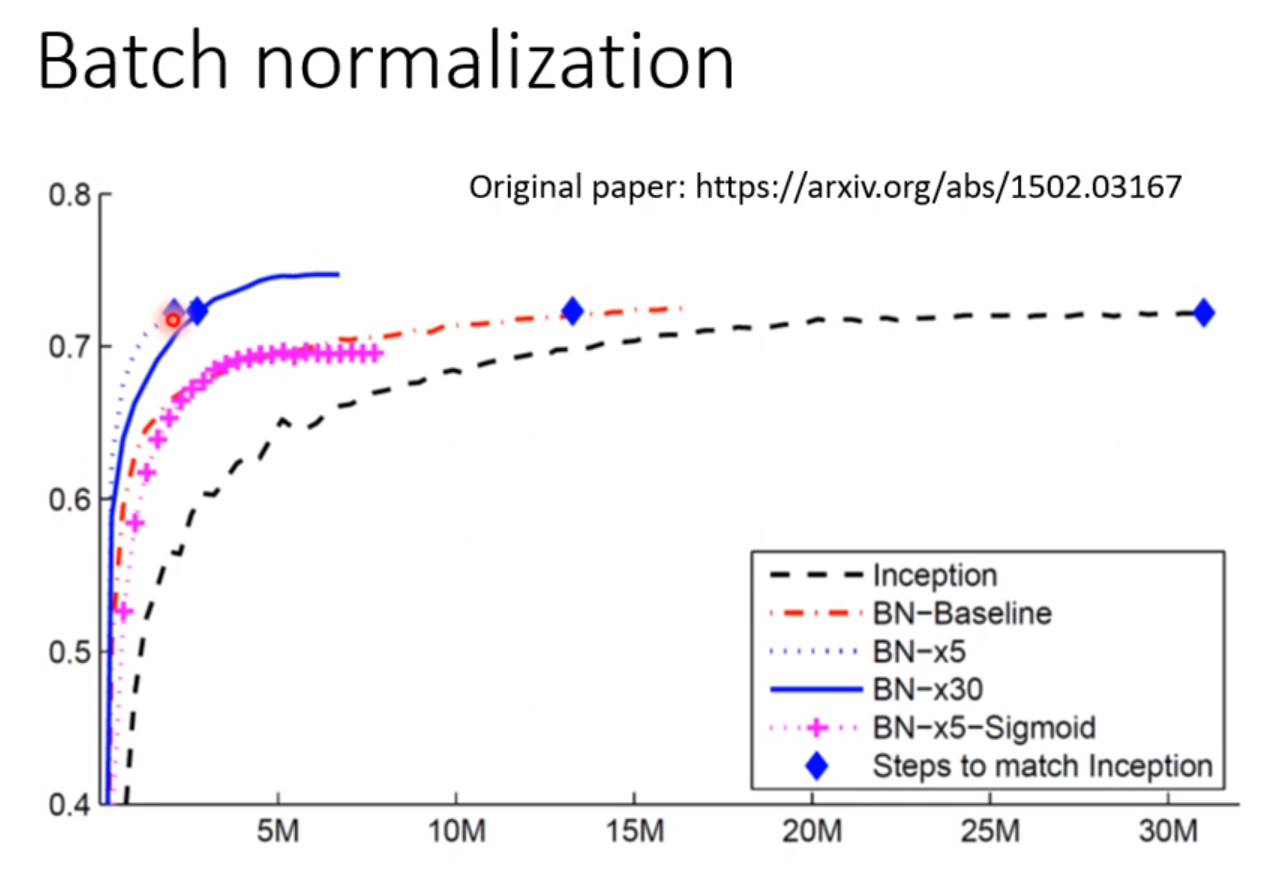 Batch normalization
Original paper: https://arxiv.org/abs/1502.03167
0.8
0.7
0.6
0.5
0.4
5M 10M 15M 20M 25M 30M
Inception
BN−Baseline
BN−x5
BN−x30
BN−x5−Sigmoid
Steps to match Inception